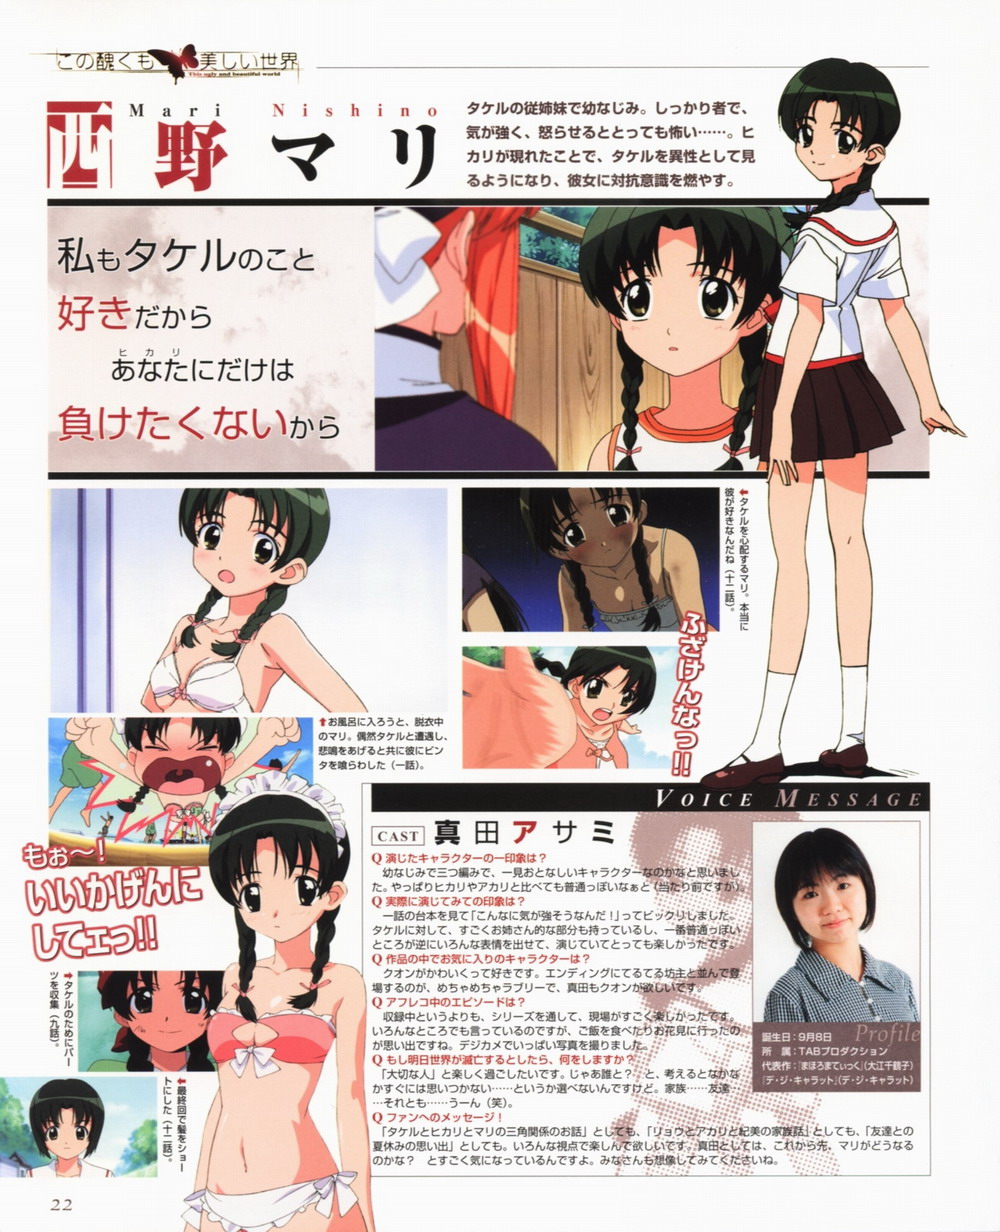 この醜くも美しい世界
This ugly and beautiful world
Mari Nishino
西野マリ
タケルの従姉妹で幼なじみ。しっかり者で、
気が強く、怒らせるととっても怖い……。ヒ
カリが現れたことで、タケルを異性として見
るようになり、彼女に対抗意識を燃やす。
私もタケルのこと
好きだから
ヒカリ
あなたにだけは
負けたくないから
⬅タケルを心配するマリ。本当に
彼が好きなんだね(十二話)。
ふざけんなっ!!
⬆お風呂に入ろうと、脱衣中
のマリ。偶然タケルと遭遇し、
悲鳴をあげると共に彼にビン
タを喰らわした(一話)。
もぉ〜!
いいかげんに
してェっ!!
➡タケルのためにパー
ツを収集(九話)。
⬅最終回で髪をショー
トにした(十二話)。
VOICE MESSAGE
CAST 真田アサミ
Q 演じたキャラクターの一印象は?
幼なじみで三つ編みで、一見おとなしいキャラクターなのかなと思いまし
た。やっぱりヒカリやアカリと比べても普通っぽいなぁと(当たり前ですが)。
Q 実際に演じてみての印象は?
一話の台本を見て「こんなに気が強そうなんだ!」ってビックリしました。
タケルに対して、すごくお姉さん的な部分も持っているし、一番普通っぽい
ところが逆にいろんな表情を出せて、演じていてとっても楽しかったです。
Q 作品の中でお気に入りのキャラクターは?
クオンがかわいくって好きです。エンディングにてるてる坊主と並んで登
場するのが、めちゃめちゃラブリーで、真田もクオンが欲しいです。
Q アフレコ中のエピソードは?
収録中というよりも、シリーズを通して、現場がすごく楽しかったです。
いろんなところでも言っているのですが、ご飯を食べたりお花見に行ったの
が思い出ですね。デジカメでいっぱい写真を撮りました。
Q もし明日世界が滅亡するとしたら、何をしますか?
「大切な人」と楽しく過ごしたいです。じゃあ誰と? と、考えるとなかな
かすぐには思いつかない……というか選べないんですけど。家族……友達…
…それとも……うーん(笑)。
Q ファンへのメッセージ!
「タケルとヒカリとマリの三角関係のお話」としても、「リョウとアカリと紀美の家族話」としても、「友達との
夏休みの思い出」としても。いろんな視点で楽しんで欲しいです。真田としては、これから先、マリがどうなる
のかな? とすごく気になっているんですよ。みなさんも想像してみてくださいね。
Profile
誕生日:9月8日
所 属:TABプロダクション
代表作:『まほろまてぃっく』(大江千鶴子)
『デ・ジ・キャラット』(デ・ジ・キャラット)
22